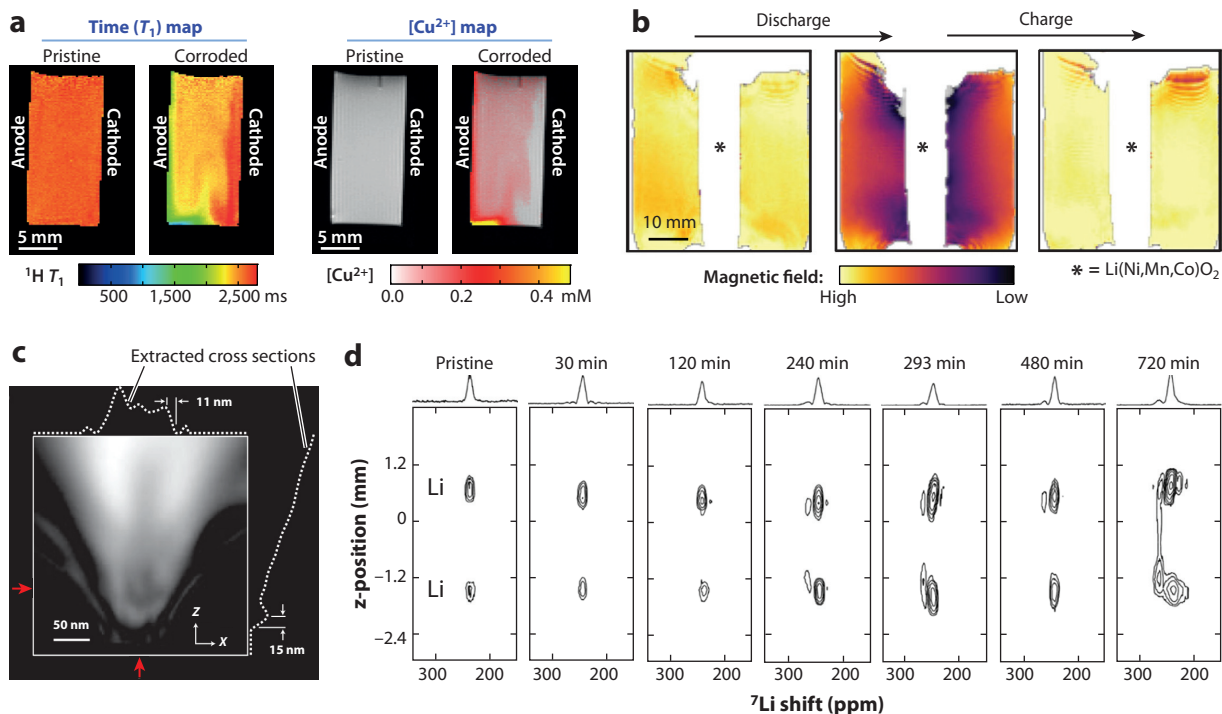 a
Time (T₁) map
[Cu²⁺] map
Pristine
Corroded
Pristine
Corroded
Anode
Cathode
Anode
Cathode
Anode
Cathode
Anode
Cathode
5 mm
5 mm
¹H T₁
500
1,500
2,500 ms
[Cu²⁺]
0.0
0.2
0.4 mM
b
Discharge
Charge
*
*
*
10 mm
Magnetic field:
High
Low
* = Li(Ni,Mn,Co)O₂
c
Extracted cross sections
11 nm
50 nm
Z
X
15 nm
d
Pristine
30 min
120 min
240 min
293 min
480 min
720 min
z-position (mm)
1.2
0
−1.2
−2.4
Li
Li
300 200
300 200
300 200
300 200
300 200
300 200
300 200
⁷Li shift (ppm)